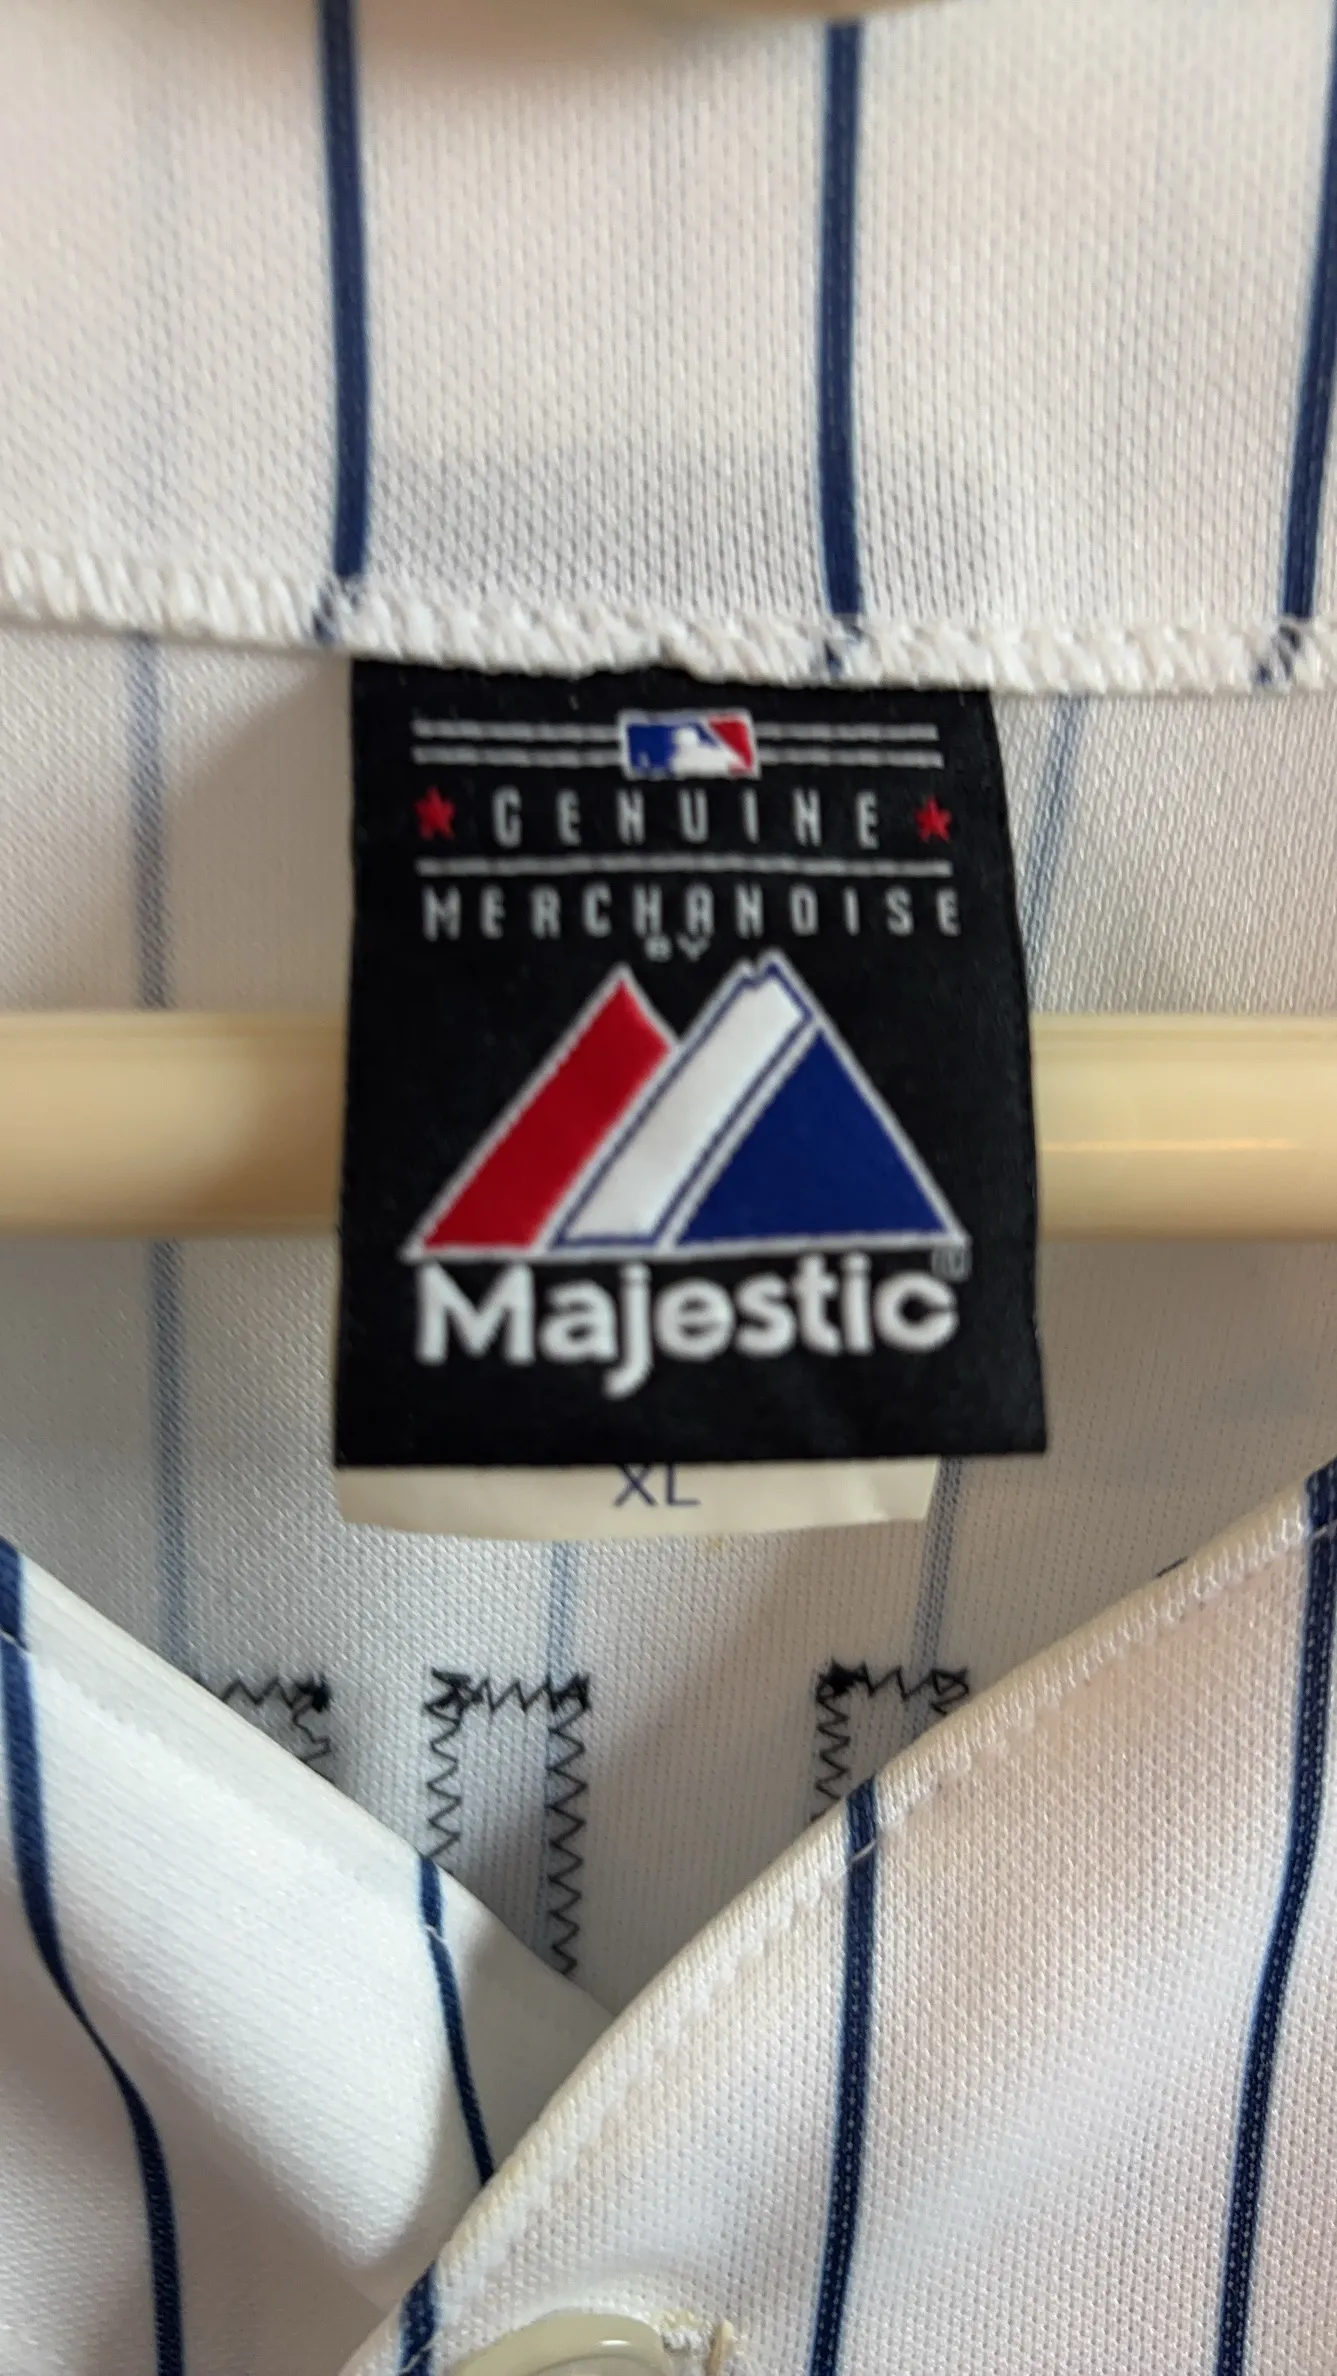 GENUINE
MERCHANDISE
BY
Majestic
XL